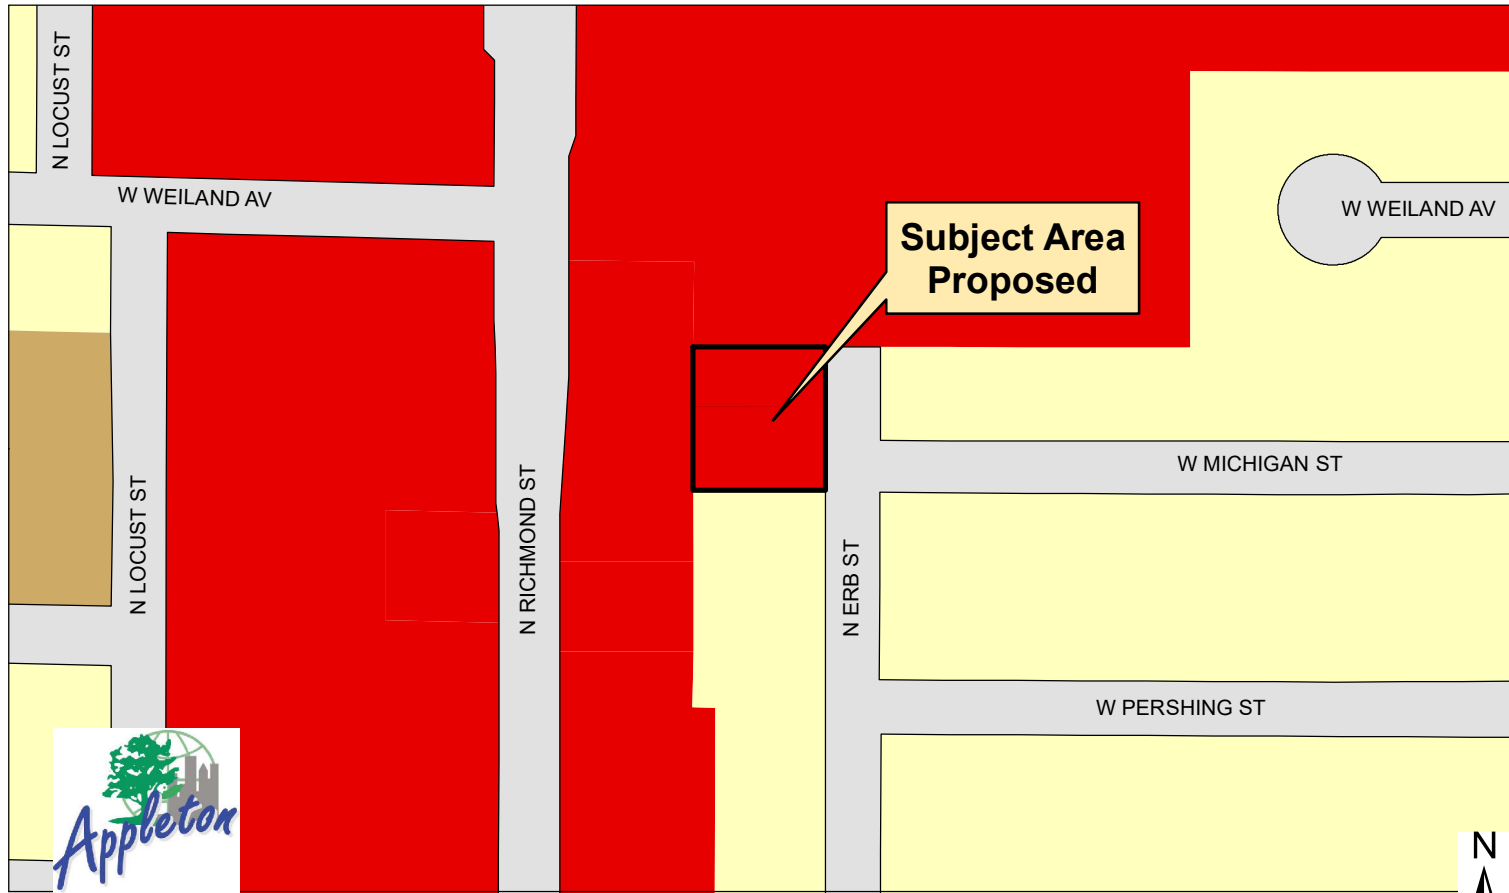 N LOCUST ST
W WEILAND AV
W WEILAND AV
Subject Area
Proposed
W MICHIGAN ST
N LOCUST ST
N RICHMOND ST
N ERB ST
W PERSHING ST
Appleton
N